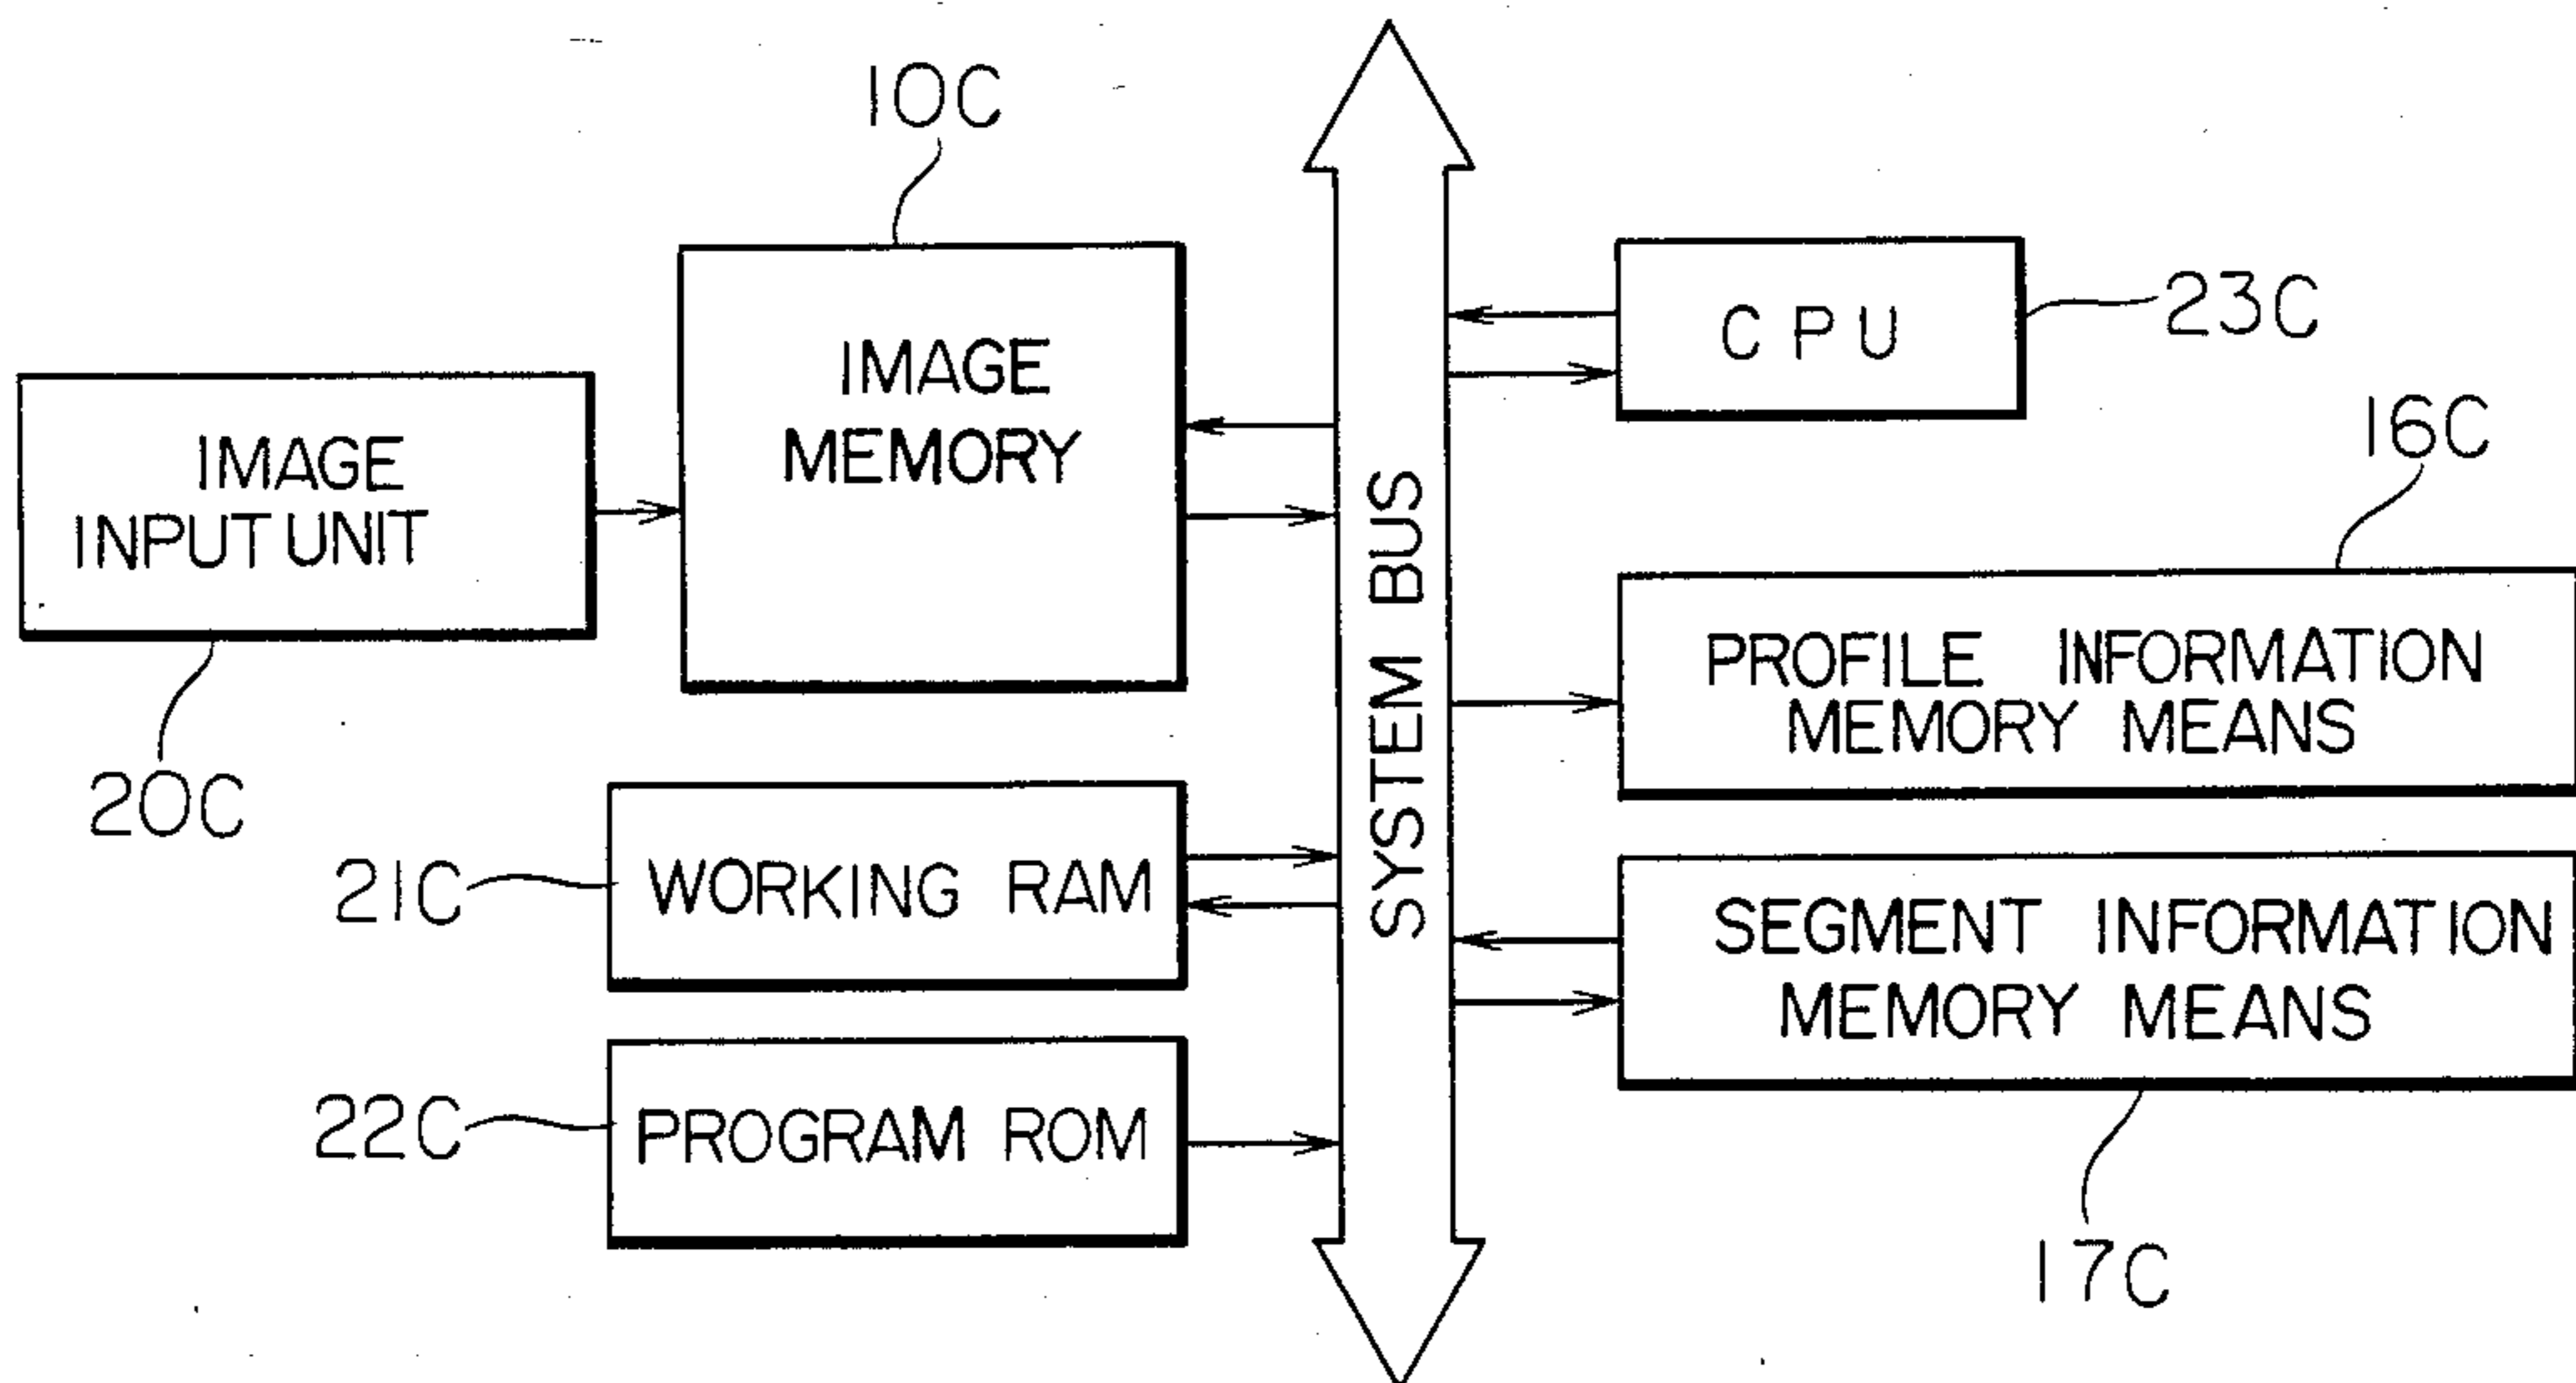 10C
IMAGE
MEMORY
IMAGE
INPUT UNIT
20C
21C
WORKING RAM
22C
PROGRAM ROM
SYSTEM BUS
CPU
23C
16C
PROFILE INFORMATION
MEMORY MEANS
SEGMENT INFORMATION
MEMORY MEANS
17C